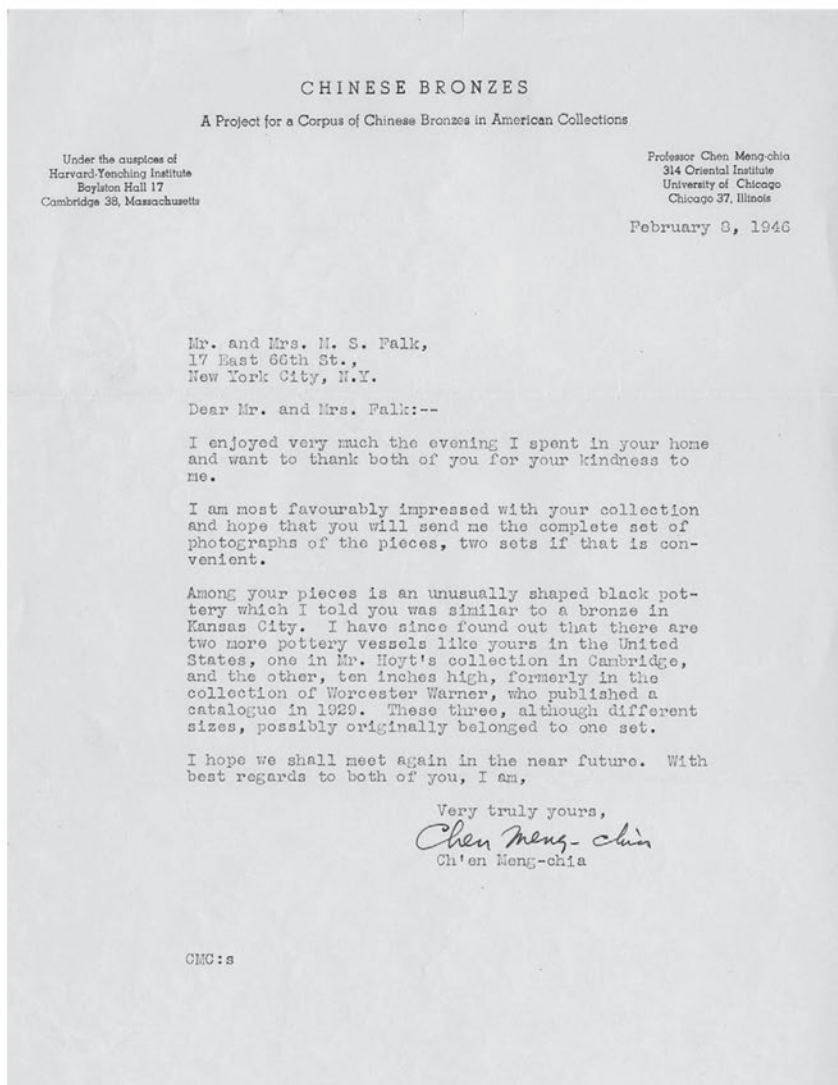 CHINESE BRONZES
A Project for a Corpus of Chinese Bronzes in American Collections
Under the auspices of
Harvard-Yenching Institute
Boylston Hall 17
Cambridge 38, Massachusetts
Professor Chen Meng-chia
314 Oriental Institute
University of Chicago
Chicago 37, Illinois
February 8, 1946
Mr. and Mrs. M. S. Falk,
17 East 66th St.,
New York City, N.Y.
Dear Mr. and Mrs. Falk:--
I enjoyed very much the evening I spent in your home
and want to thank both of you for your kindness to
me.
I am most favourably impressed with your collection
and hope that you will send me the complete set of
photographs of the pieces, two sets if that is con-
venient.
Among your pieces is an unusually shaped black pot-
tery which I told you was similar to a bronze in
Kansas City. I have since found out that there are
two more pottery vessels like yours in the United
States, one in Mr. Hoyt's collection in Cambridge,
and the other, ten inches high, formerly in the
collection of Worcester Warner, who published a
catalogue in 1929. These three, although different
sizes, possibly originally belonged to one set.
I hope we shall meet again in the near future. With
best regards to both of you, I am,
Very truly yours,
Chen Meng-chia
Ch'en Meng-chia
CMC:s